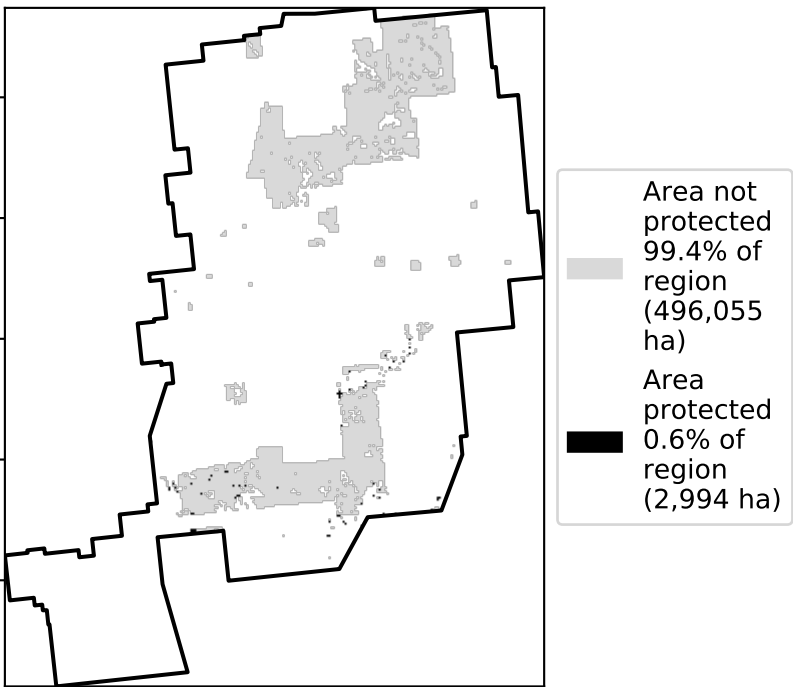 Area not
protected
99.4% of
region
(496,055
ha)
Area
protected
0.6% of
region
(2,994 ha)